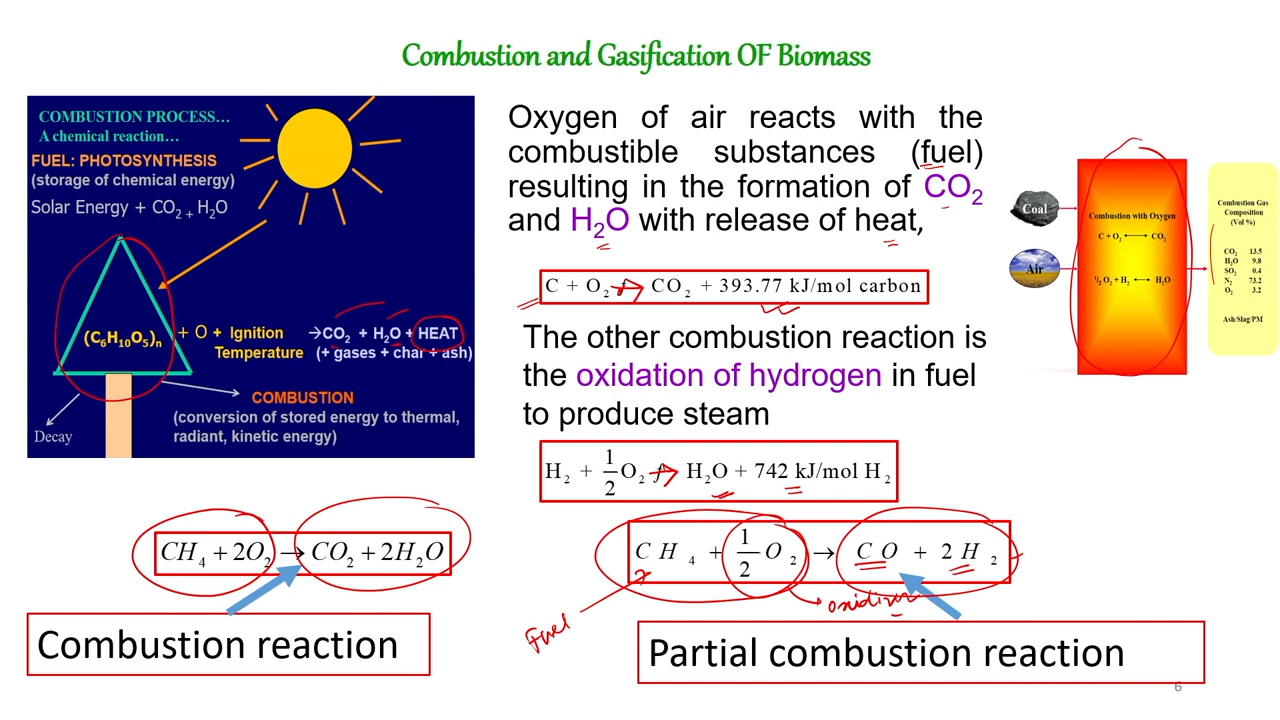 Combustion and Gasification OF Biomass
COMBUSTION PROCESS…
A chemical reaction…
FUEL: PHOTOSYNTHESIS
(storage of chemical energy)
Solar Energy + CO₂ + H₂O
(C₆H₁₀O₅)ₙ + O + Ignition →CO₂ + H₂O + HEAT
Temperature (+ gases + char + ash)
COMBUSTION
(conversion of stored energy to thermal,
radiant, kinetic energy)
Decay
Oxygen of air reacts with the
combustible substances (fuel)
resulting in the formation of CO₂
and H₂O with release of heat,
C + O₂ → CO₂ + 393.77 kJ/mol carbon
The other combustion reaction is
the oxidation of hydrogen in fuel
to produce steam
H₂ + 1/2 O₂ → H₂O + 742 kJ/mol H₂
Coal
Air
Combustion with Oxygen
C + O₂ ⟷ CO₂
½ O₂ + H₂ ⟷ H₂O
Combustion Gas
Composition
(Vol %)
CO₂ 13.5
H₂O 9.8
SO₂ 0.4
N₂ 73.2
O₂ 3.2
Ash/Slag/PM
CH₄ + 2O₂ → CO₂ + 2H₂O
Combustion reaction
CH₄ + 1/2 O₂ → CO + 2H₂
Fuel
oxidizer
Partial combustion reaction
6